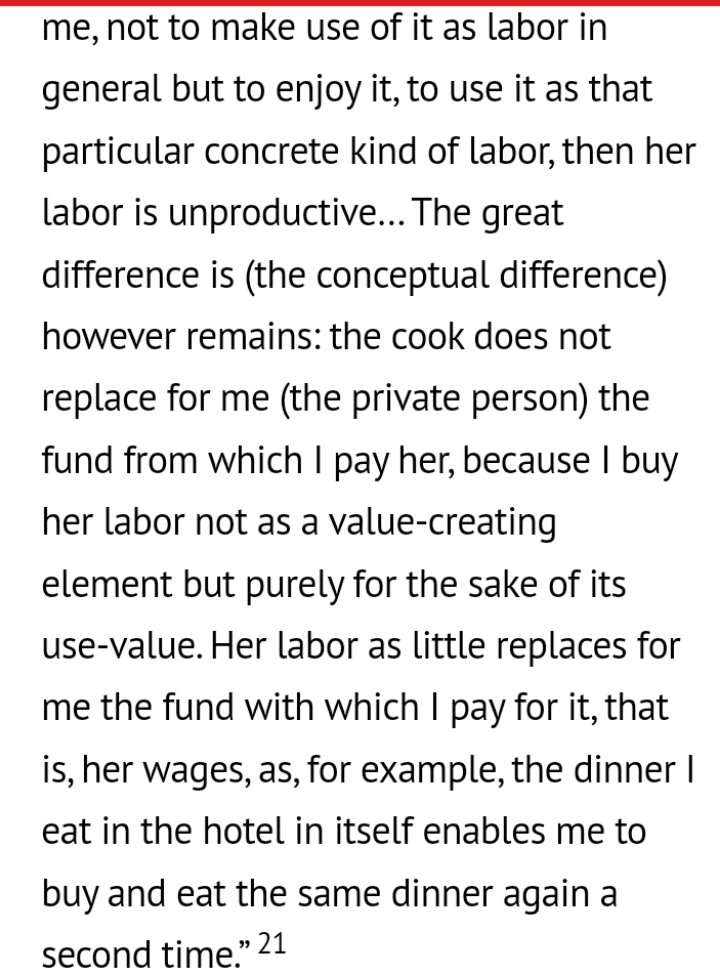 me, not to make use of it as labor in
general but to enjoy it, to use it as that
particular concrete kind of labor, then her
labor is unproductive... The great
difference is (the conceptual difference)
however remains: the cook does not
replace for me (the private person) the
fund from which I pay her, because I buy
her labor not as a value-creating
element but purely for the sake of its
use-value. Her labor as little replaces for
me the fund with which I pay for it, that
is, her wages, as, for example, the dinner I
eat in the hotel in itself enables me to
buy and eat the same dinner again a
second time.” 21